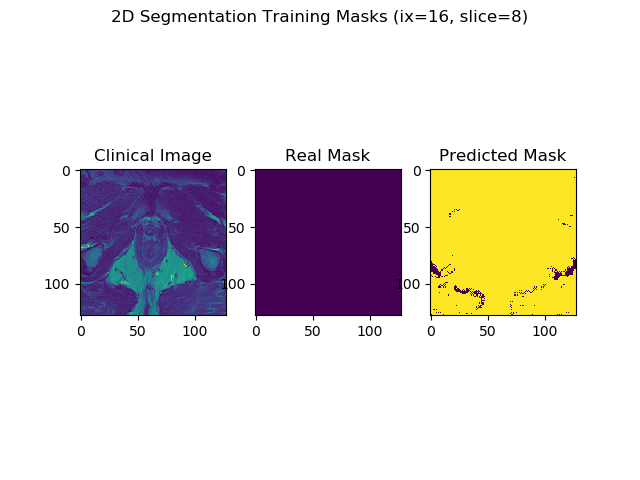 2D Segmentation Training Masks (ix=16, slice=8)
Clinical Image Real Mask Predicted Mask
0 0 0
50 50 50
100 100 100
0 50 100 0 50 100 0 50 100